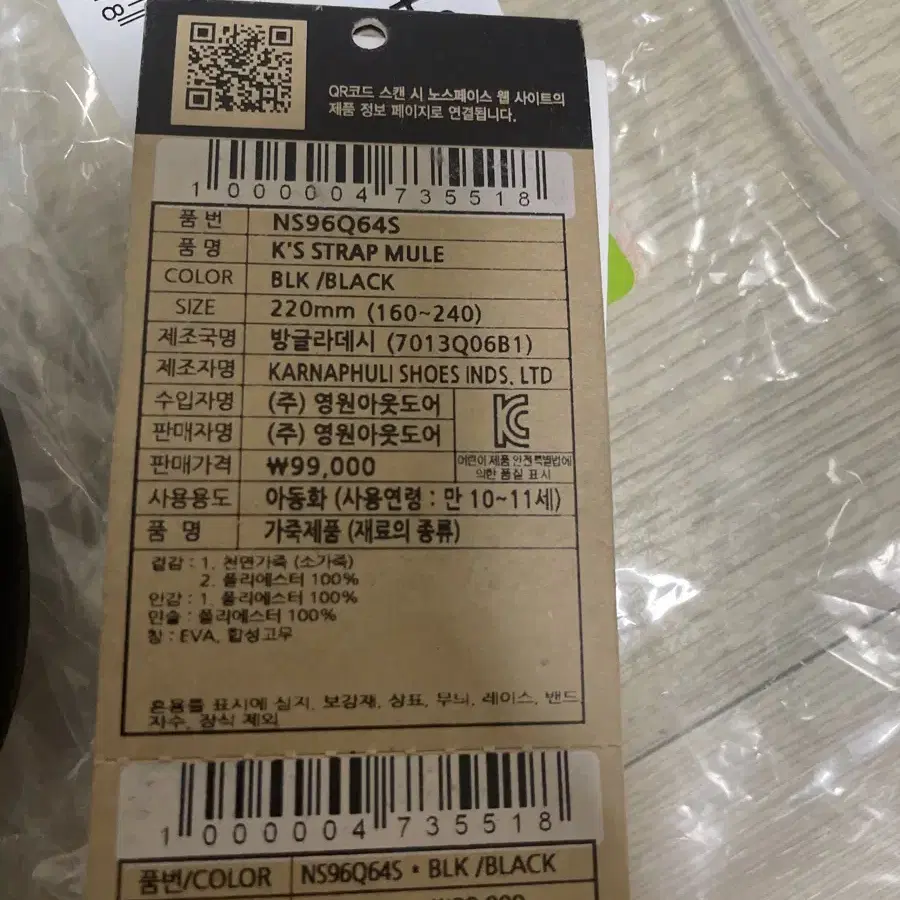 QR코드 스캔 시 노스페이스 웹 사이트의
제품 정보 페이지로 연결됩니다.
1 000004 735518
품 번 NS96Q64S
품 명 K'S STRAP MULE
COLOR BLK /BLACK
SIZE 220mm (160~240)
제조국명 방글라데시 (7013Q06B1)
제조자명 KARNAPHULI SHOES INDS. LTD
수입자명 (주) 영원아웃도어
판매자명 (주) 영원아웃도어
KC
판매가격 ₩99,000
어린이제품 안전특별법에
의한 품질 표시
사용용도 아동화 (사용연령 : 만 10~11세)
품 명 가죽제품 (재료의 종류)
겉감 : 1. 천연가죽 (소가죽)
2. 폴리에스터 100%
안감 : 1. 폴리에스터 100%
인솔 : 폴리에스터 100%
창 : EVA, 합성고무
혼용률 표시에 심지, 보강재, 상표, 무늬, 레이스, 밴드,
자수, 장식 제외
1 000004 735518
품번/COLOR NS96Q64S • BLK /BLACK